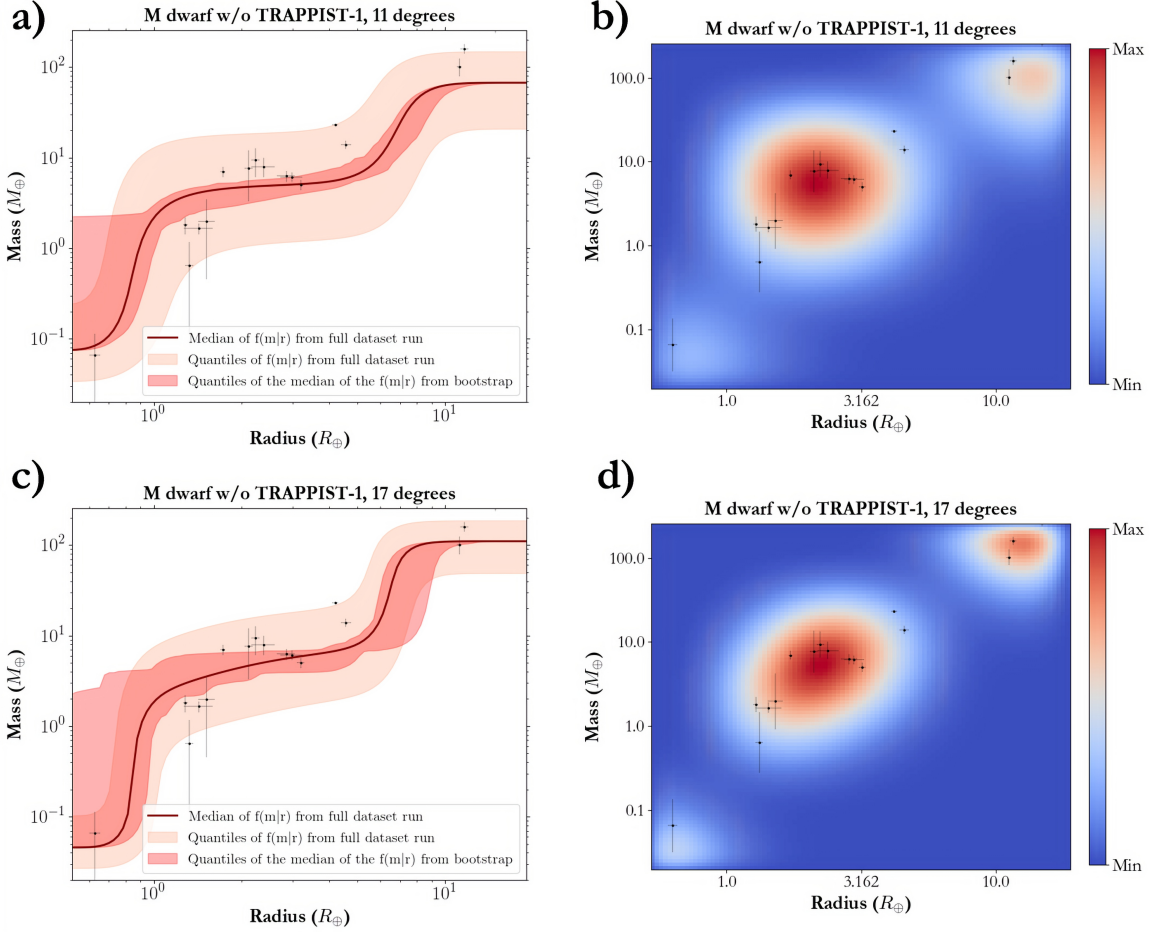 a)
M dwarf w/o TRAPPIST-1, 11 degrees
Mass (M⊕)
10²
10¹
10⁰
10⁻¹
Median of f(m|r) from full dataset run
Quantiles of f(m|r) from full dataset run
Quantiles of the median of the f(m|r) from bootstrap
10⁰
10¹
Radius (R⊕)
b)
M dwarf w/o TRAPPIST-1, 11 degrees
Mass (M⊕)
100.0
10.0
1.0
0.1
1.0
3.162
10.0
Radius (R⊕)
Max
Min
c)
M dwarf w/o TRAPPIST-1, 17 degrees
Mass (M⊕)
10²
10¹
10⁰
10⁻¹
Median of f(m|r) from full dataset run
Quantiles of f(m|r) from full dataset run
Quantiles of the median of the f(m|r) from bootstrap
10⁰
10¹
Radius (R⊕)
d)
M dwarf w/o TRAPPIST-1, 17 degrees
Mass (M⊕)
100.0
10.0
1.0
0.1
1.0
3.162
10.0
Radius (R⊕)
Max
Min